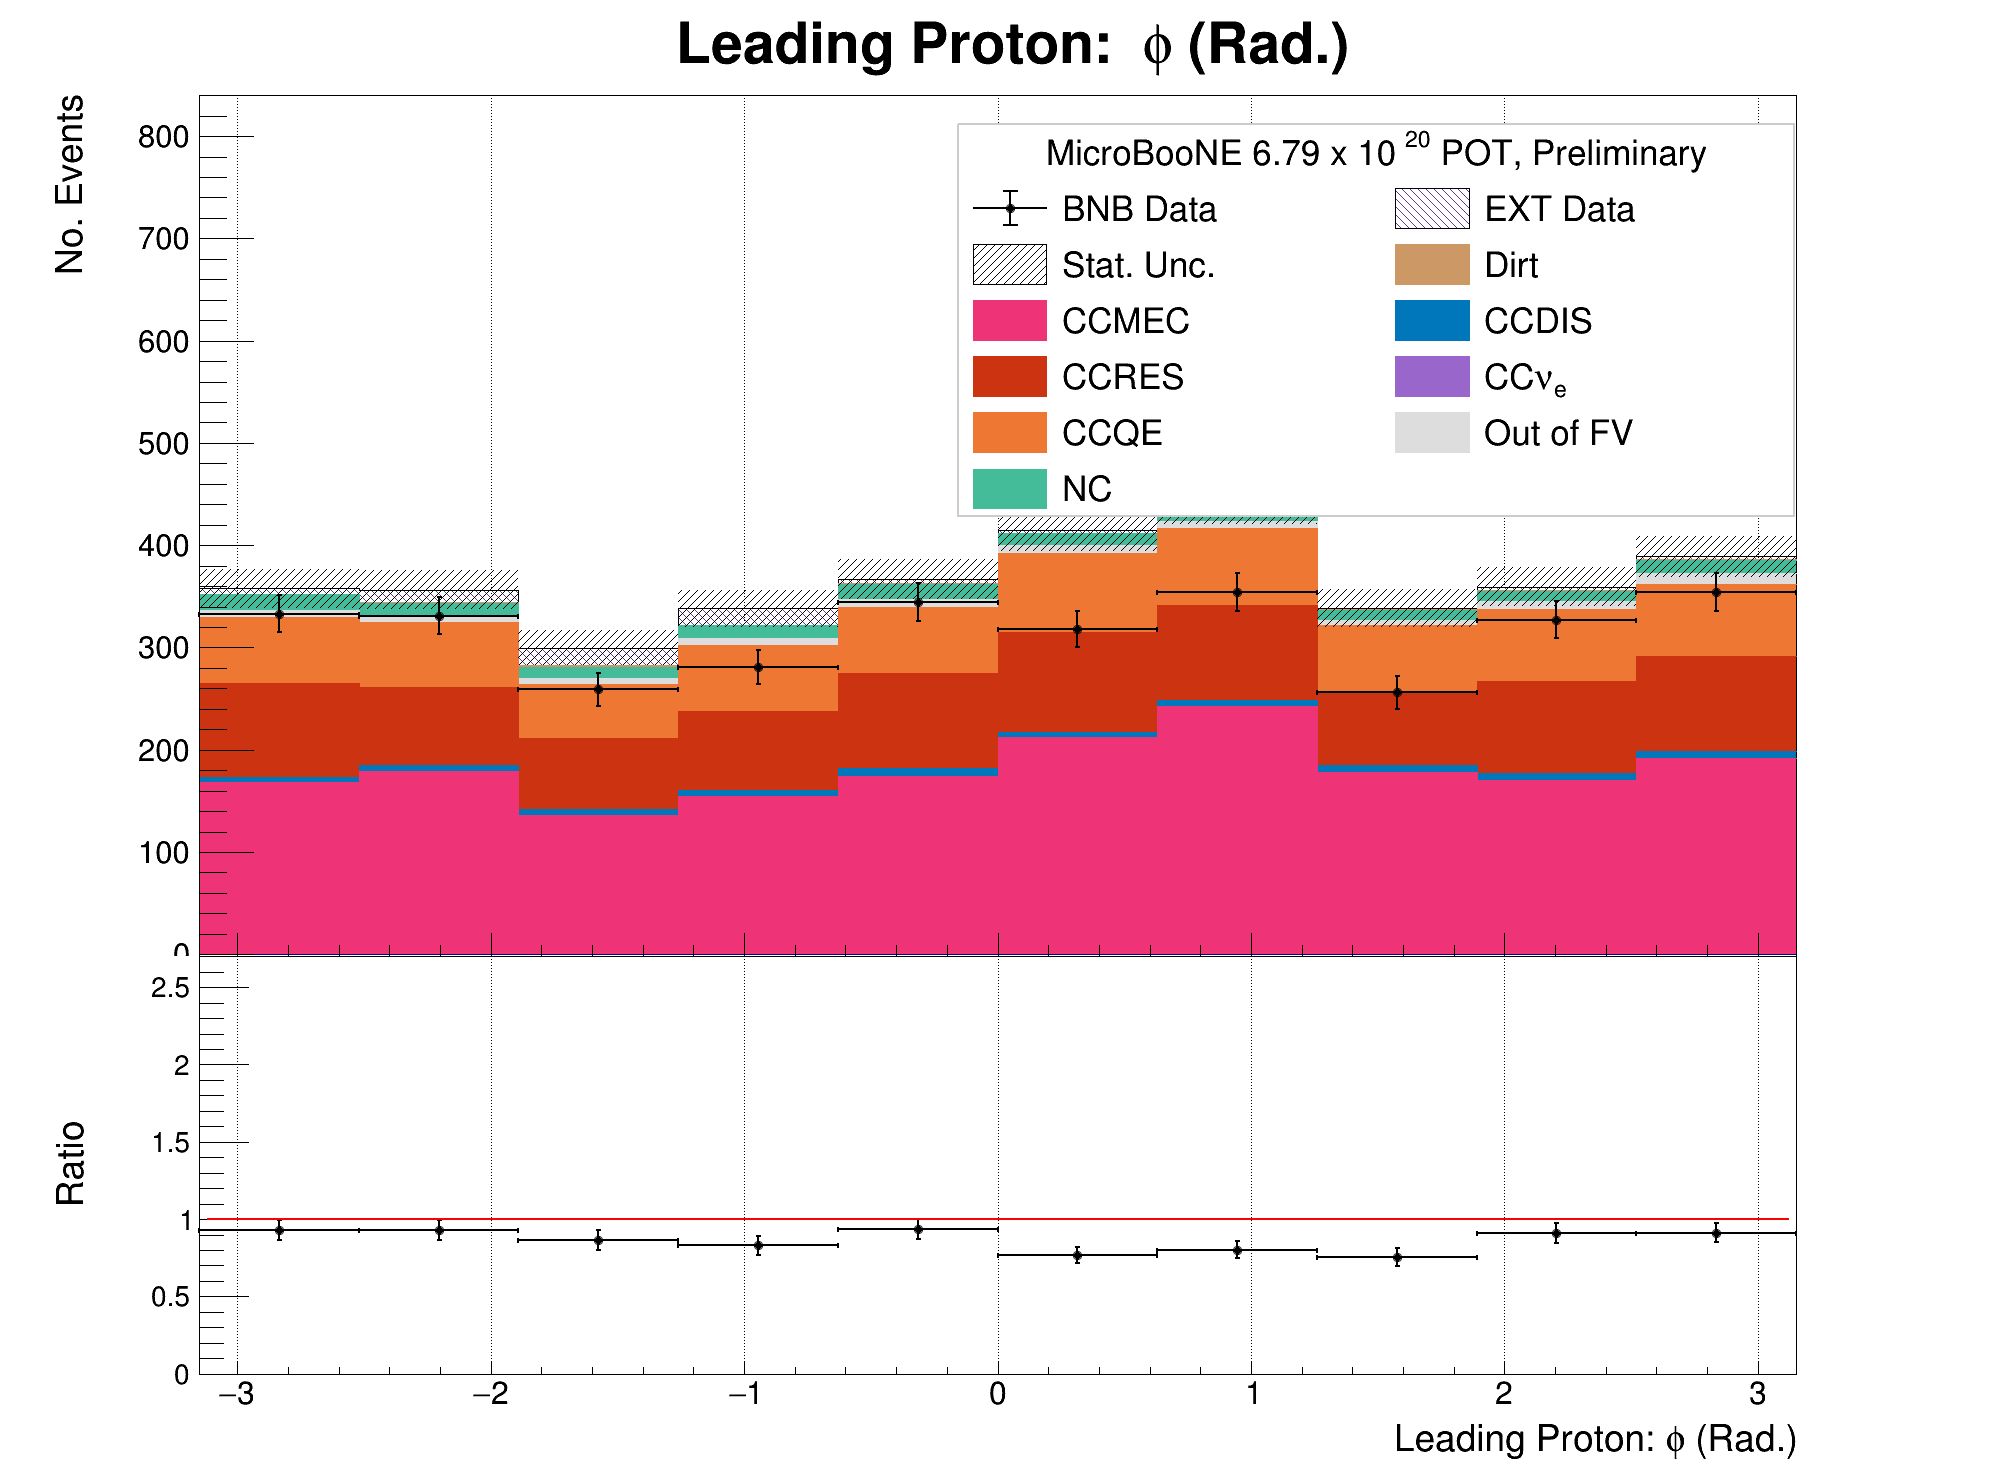 Leading Proton: ϕ (Rad.)
No. Events
800
700
600
500
400
300
200
100
0
MicroBooNE 6.79 x 10 20 POT, Preliminary
BNB Data
EXT Data
Stat. Unc.
Dirt
CCMEC
CCDIS
CCRES
CCνe
CCQE
Out of FV
NC
Ratio
2.5
2
1.5
1
0.5
0
−3 −2 −1 0 1 2 3
Leading Proton: ϕ (Rad.)